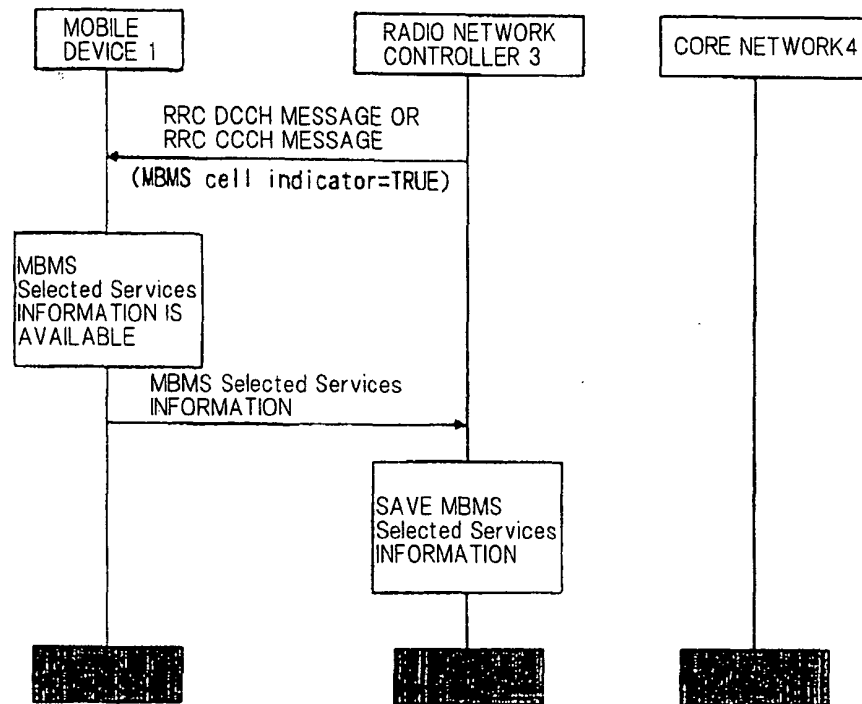 MOBILE
DEVICE 1
RADIO NETWORK
CONTROLLER 3
CORE NETWORK4
RRC DCCH MESSAGE OR
RRC CCCH MESSAGE
(MBMS cell indicator=TRUE)
MBMS
Selected Services
INFORMATION IS
AVAILABLE
MBMS Selected Services
INFORMATION
SAVE MBMS
Selected Services
INFORMATION